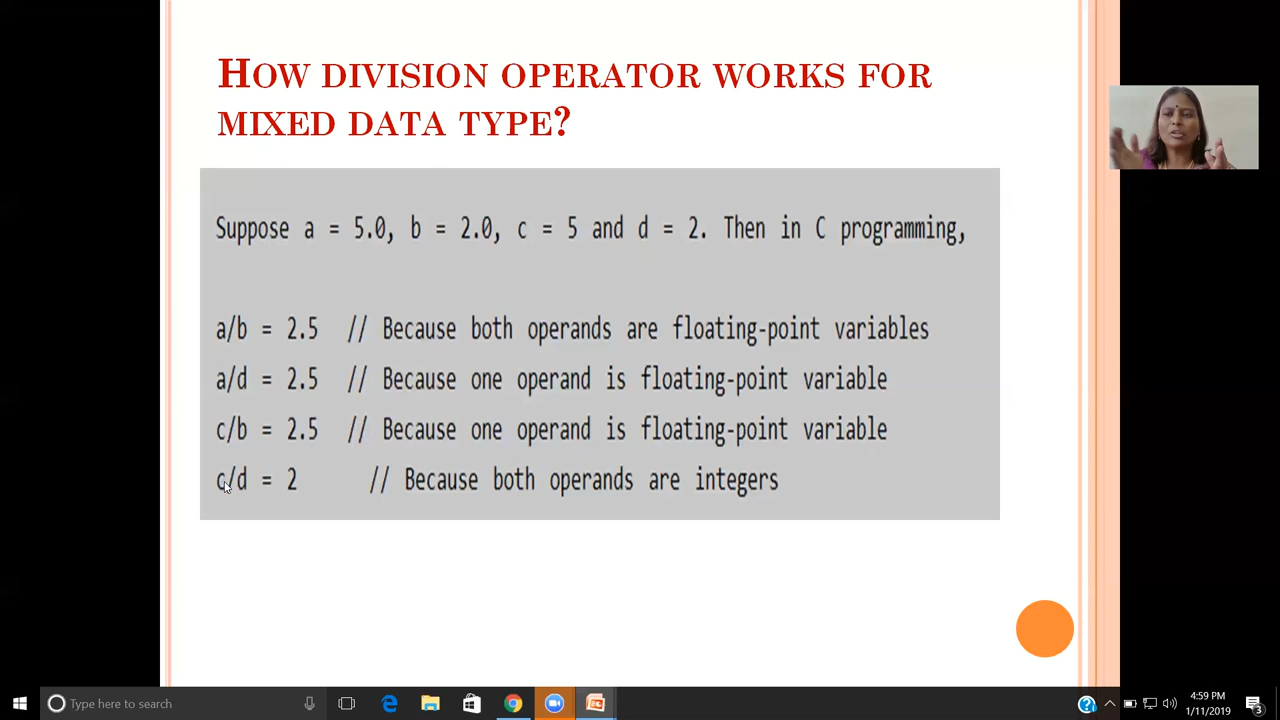 HOW DIVISION OPERATOR WORKS FOR
MIXED DATA TYPE?
Suppose a = 5.0, b = 2.0, c = 5 and d = 2. Then in C programming,
a/b = 2.5 // Because both operands are floating-point variables
a/d = 2.5 // Because one operand is floating-point variable
c/b = 2.5 // Because one operand is floating-point variable
c/d = 2 // Because both operands are integers
Type here to search
4:59 PM
1/11/2019
3